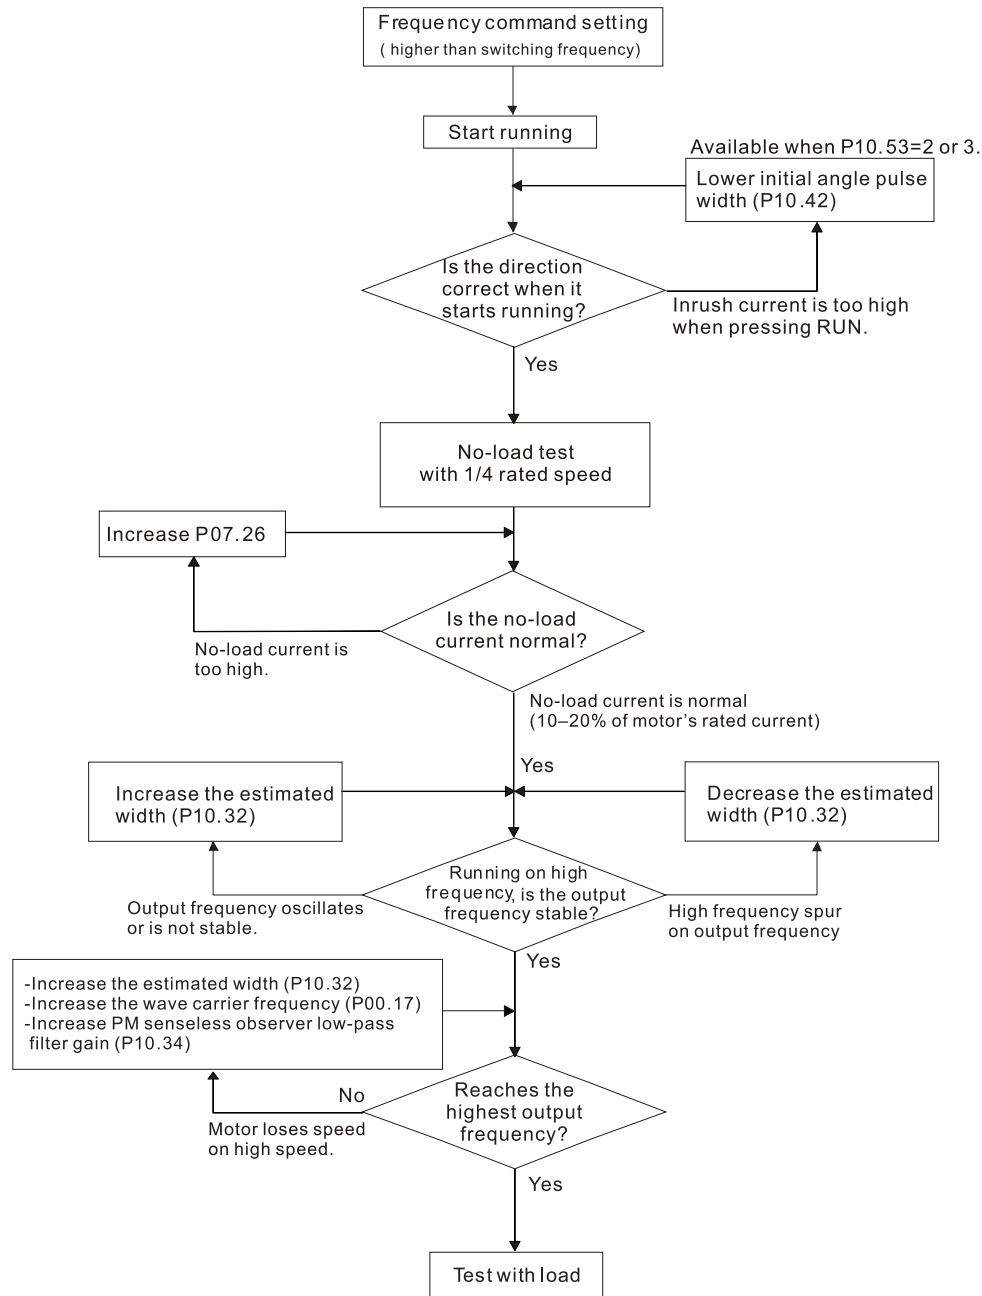 Frequency command setting
( higher than switching frequency)
Start running
Available when P10.53=2 or 3.
Lower initial angle pulse
width (P10.42)
Is the direction
correct when it
starts running?
Inrush current is too high
when pressing RUN.
Yes
No-load test
with 1/4 rated speed
Increase P07.26
Is the no-load
current normal?
No-load current is
too high.
No-load current is normal
(10–20% of motor's rated current)
Yes
Increase the estimated
width (P10.32)
Decrease the estimated
width (P10.32)
Running on high
frequency, is the output
frequency stable?
Output frequency oscillates
or is not stable.
High frequency spur
on output frequency
Yes
-Increase the estimated width (P10.32)
-Increase the wave carrier frequency (P00.17)
-Increase PM senseless observer low-pass
filter gain (P10.34)
No
Reaches the
highest output
frequency?
Motor loses speed
on high speed.
Yes
Test with load